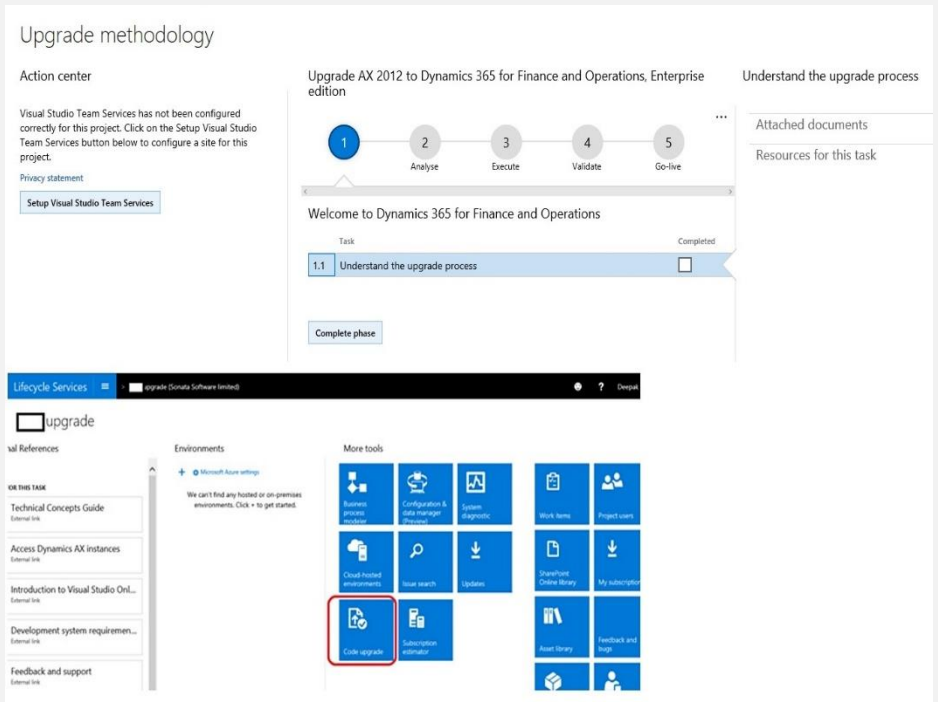 Upgrade methodology
Action center
Visual Studio Team Services has not been configured
correctly for this project. Click on the Setup Visual Studio
Team Services button below to configure a site for this
project.
Privacy statement
Setup Visual Studio Team Services
Upgrade AX 2012 to Dynamics 365 for Finance and Operations, Enterprise
edition
...
1
2
3
4
5
Analyse
Execute
Validate
Go-live
Welcome to Dynamics 365 for Finance and Operations
Task
Completed
1.1
Understand the upgrade process
Complete phase
Understand the upgrade process
Attached documents
Resources for this task
Lifecycle Services
upgrade (Sonata Software limited)
?
Deepak
upgrade
nal References
OR THIS TASK
Technical Concepts Guide
External link
Access Dynamics AX instances
External link
Introduction to Visual Studio Onl...
External link
Development system requiremen...
External link
Feedback and support
External link
Environments
+ Microsoft Azure settings
We can't find any hosted or on-premises
environments. Click + to get started.
More tools
Business
process
modeler
Configuration &
data manager
(Preview)
System
diagnostic
Cloud-hosted
environments
Issue search
Updates
Code upgrade
Subscription
estimator
Work items
Project users
SharePoint
Online library
My subscription
Asset library
Feedback and
bugs